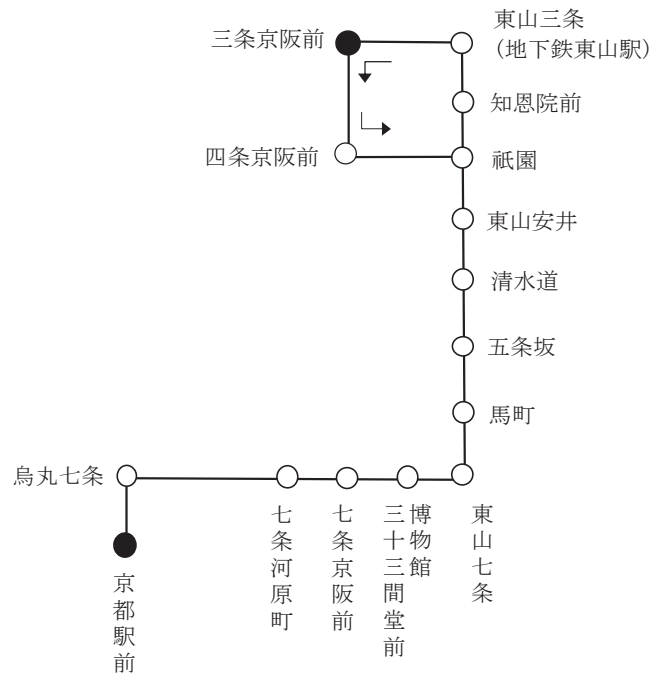 三条京阪前
東山三条
(地下鉄東山駅)
知恩院前
四条京阪前
祇園
東山安井
清水道
五条坂
馬町
烏丸七条
東山七条
博物館
三十三間堂前
七条京阪前
七条河原町
京都駅前